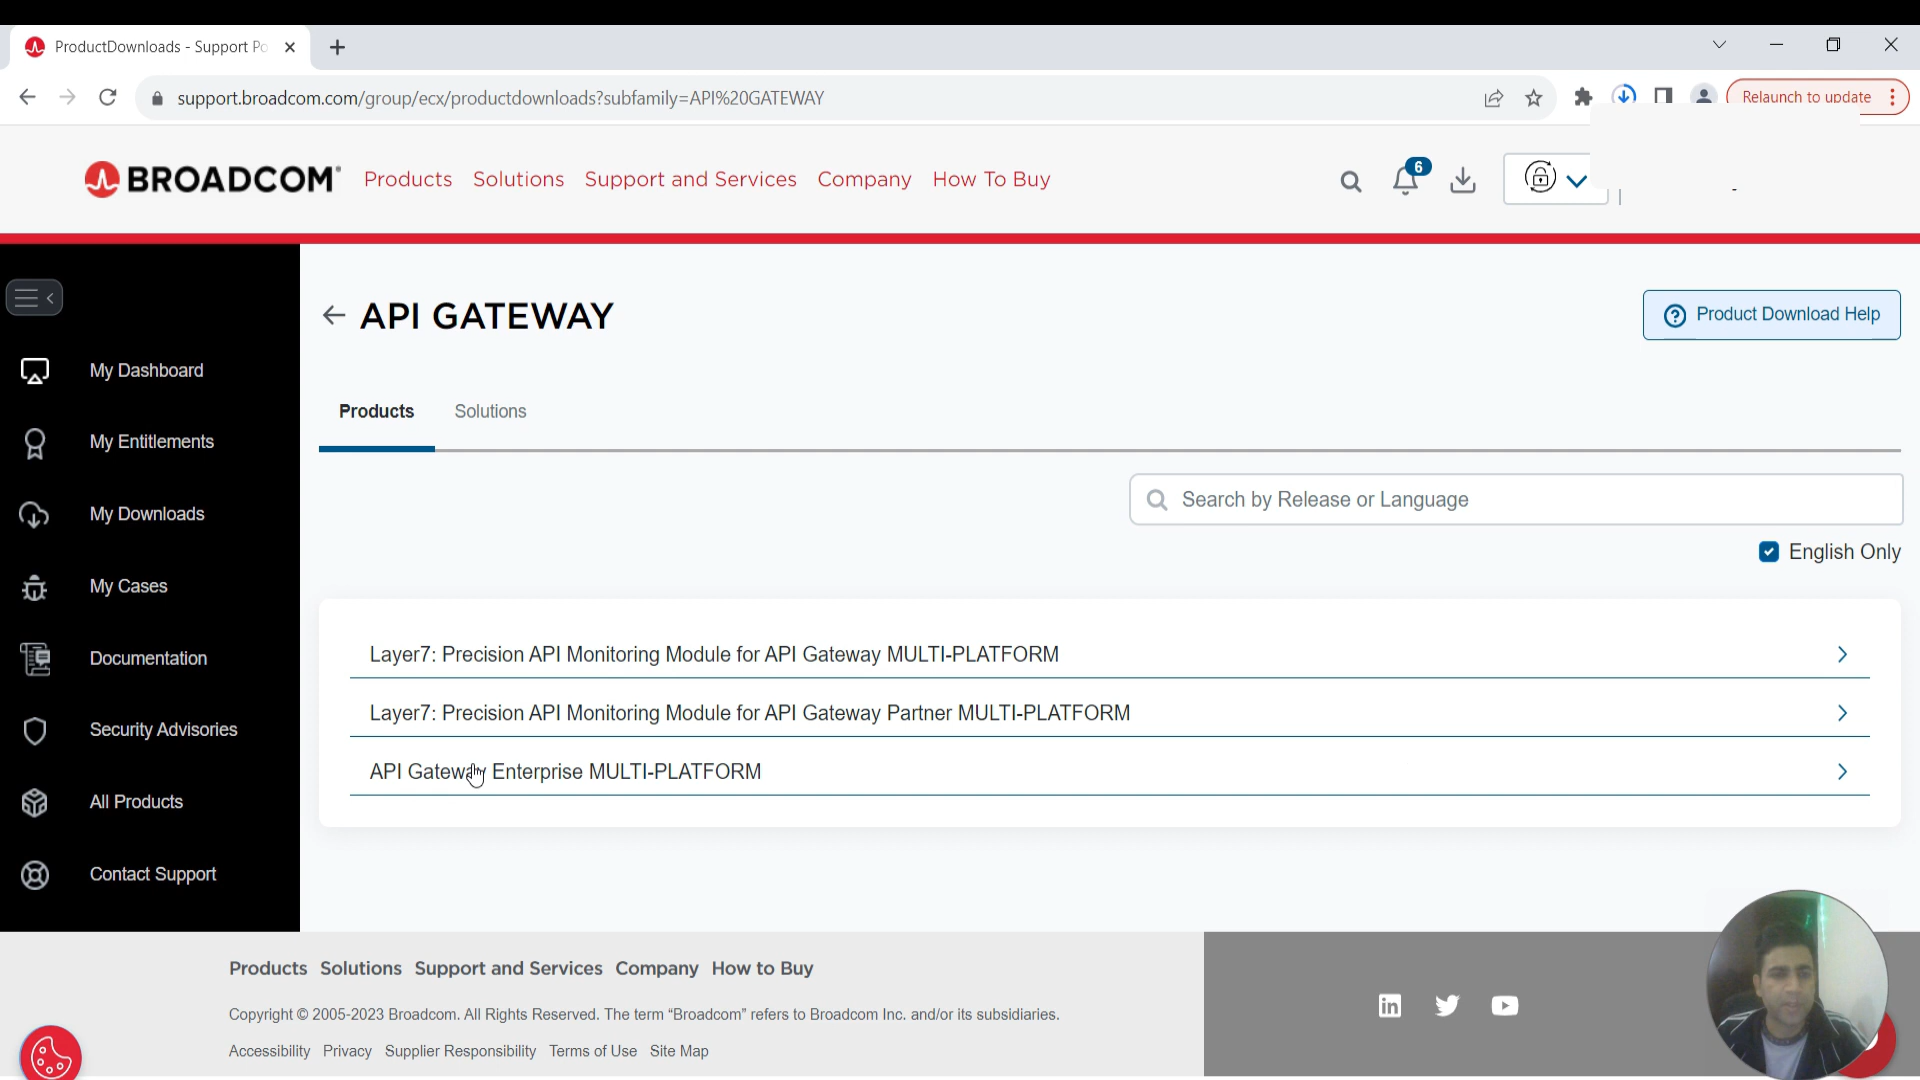 ProductDownloads - Support Po
support.broadcom.com/group/ecx/productdownloads?subfamily=API%20GATEWAY
Relaunch to update
BROADCOM®
Products Solutions Support and Services Company How To Buy
6
API GATEWAY
Product Download Help
Products Solutions
Search by Release or Language
English Only
My Dashboard
My Entitlements
My Downloads
My Cases
Documentation
Security Advisories
All Products
Contact Support
Layer7: Precision API Monitoring Module for API Gateway MULTI-PLATFORM
Layer7: Precision API Monitoring Module for API Gateway Partner MULTI-PLATFORM
API Gateway Enterprise MULTI-PLATFORM
Products Solutions Support and Services Company How to Buy
Copyright © 2005-2023 Broadcom. All Rights Reserved. The term “Broadcom” refers to Broadcom Inc. and/or its subsidiaries.
Accessibility Privacy Supplier Responsibility Terms of Use Site Map
in